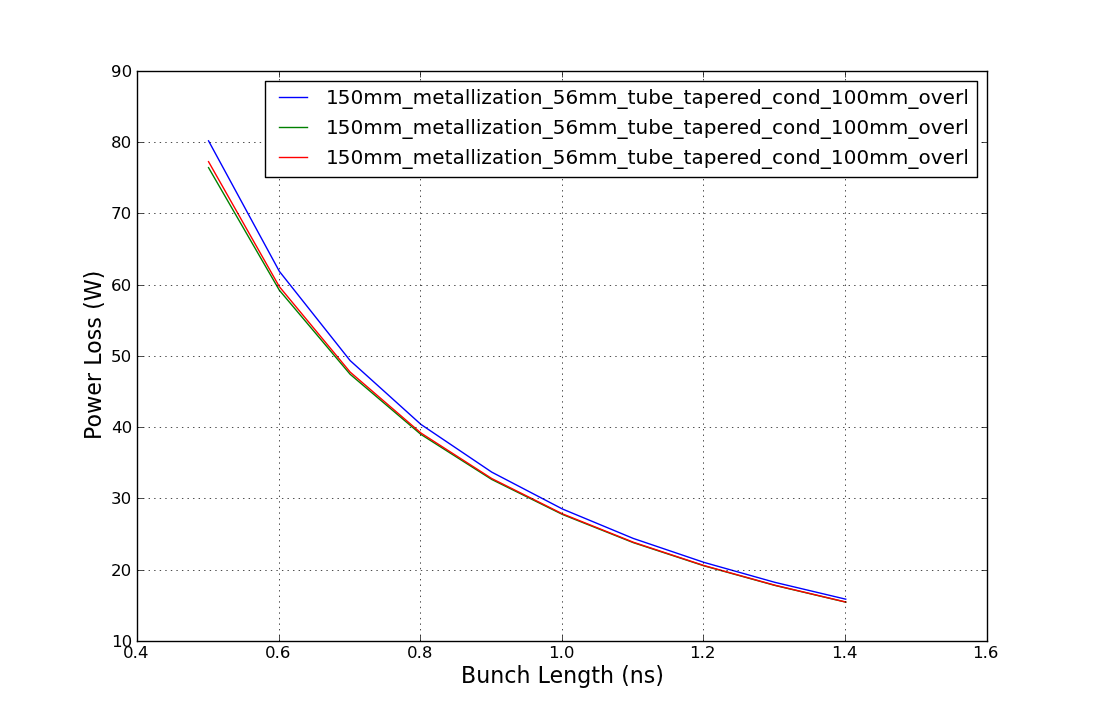 150mm_metallization_56mm_tube_tapered_cond_100mm_overl
150mm_metallization_56mm_tube_tapered_cond_100mm_overl
150mm_metallization_56mm_tube_tapered_cond_100mm_overl
90
80
70
60
50
40
30
20
10
Power Loss (W)
0.4 0.6 0.8 1.0 1.2 1.4 1.6
Bunch Length (ns)